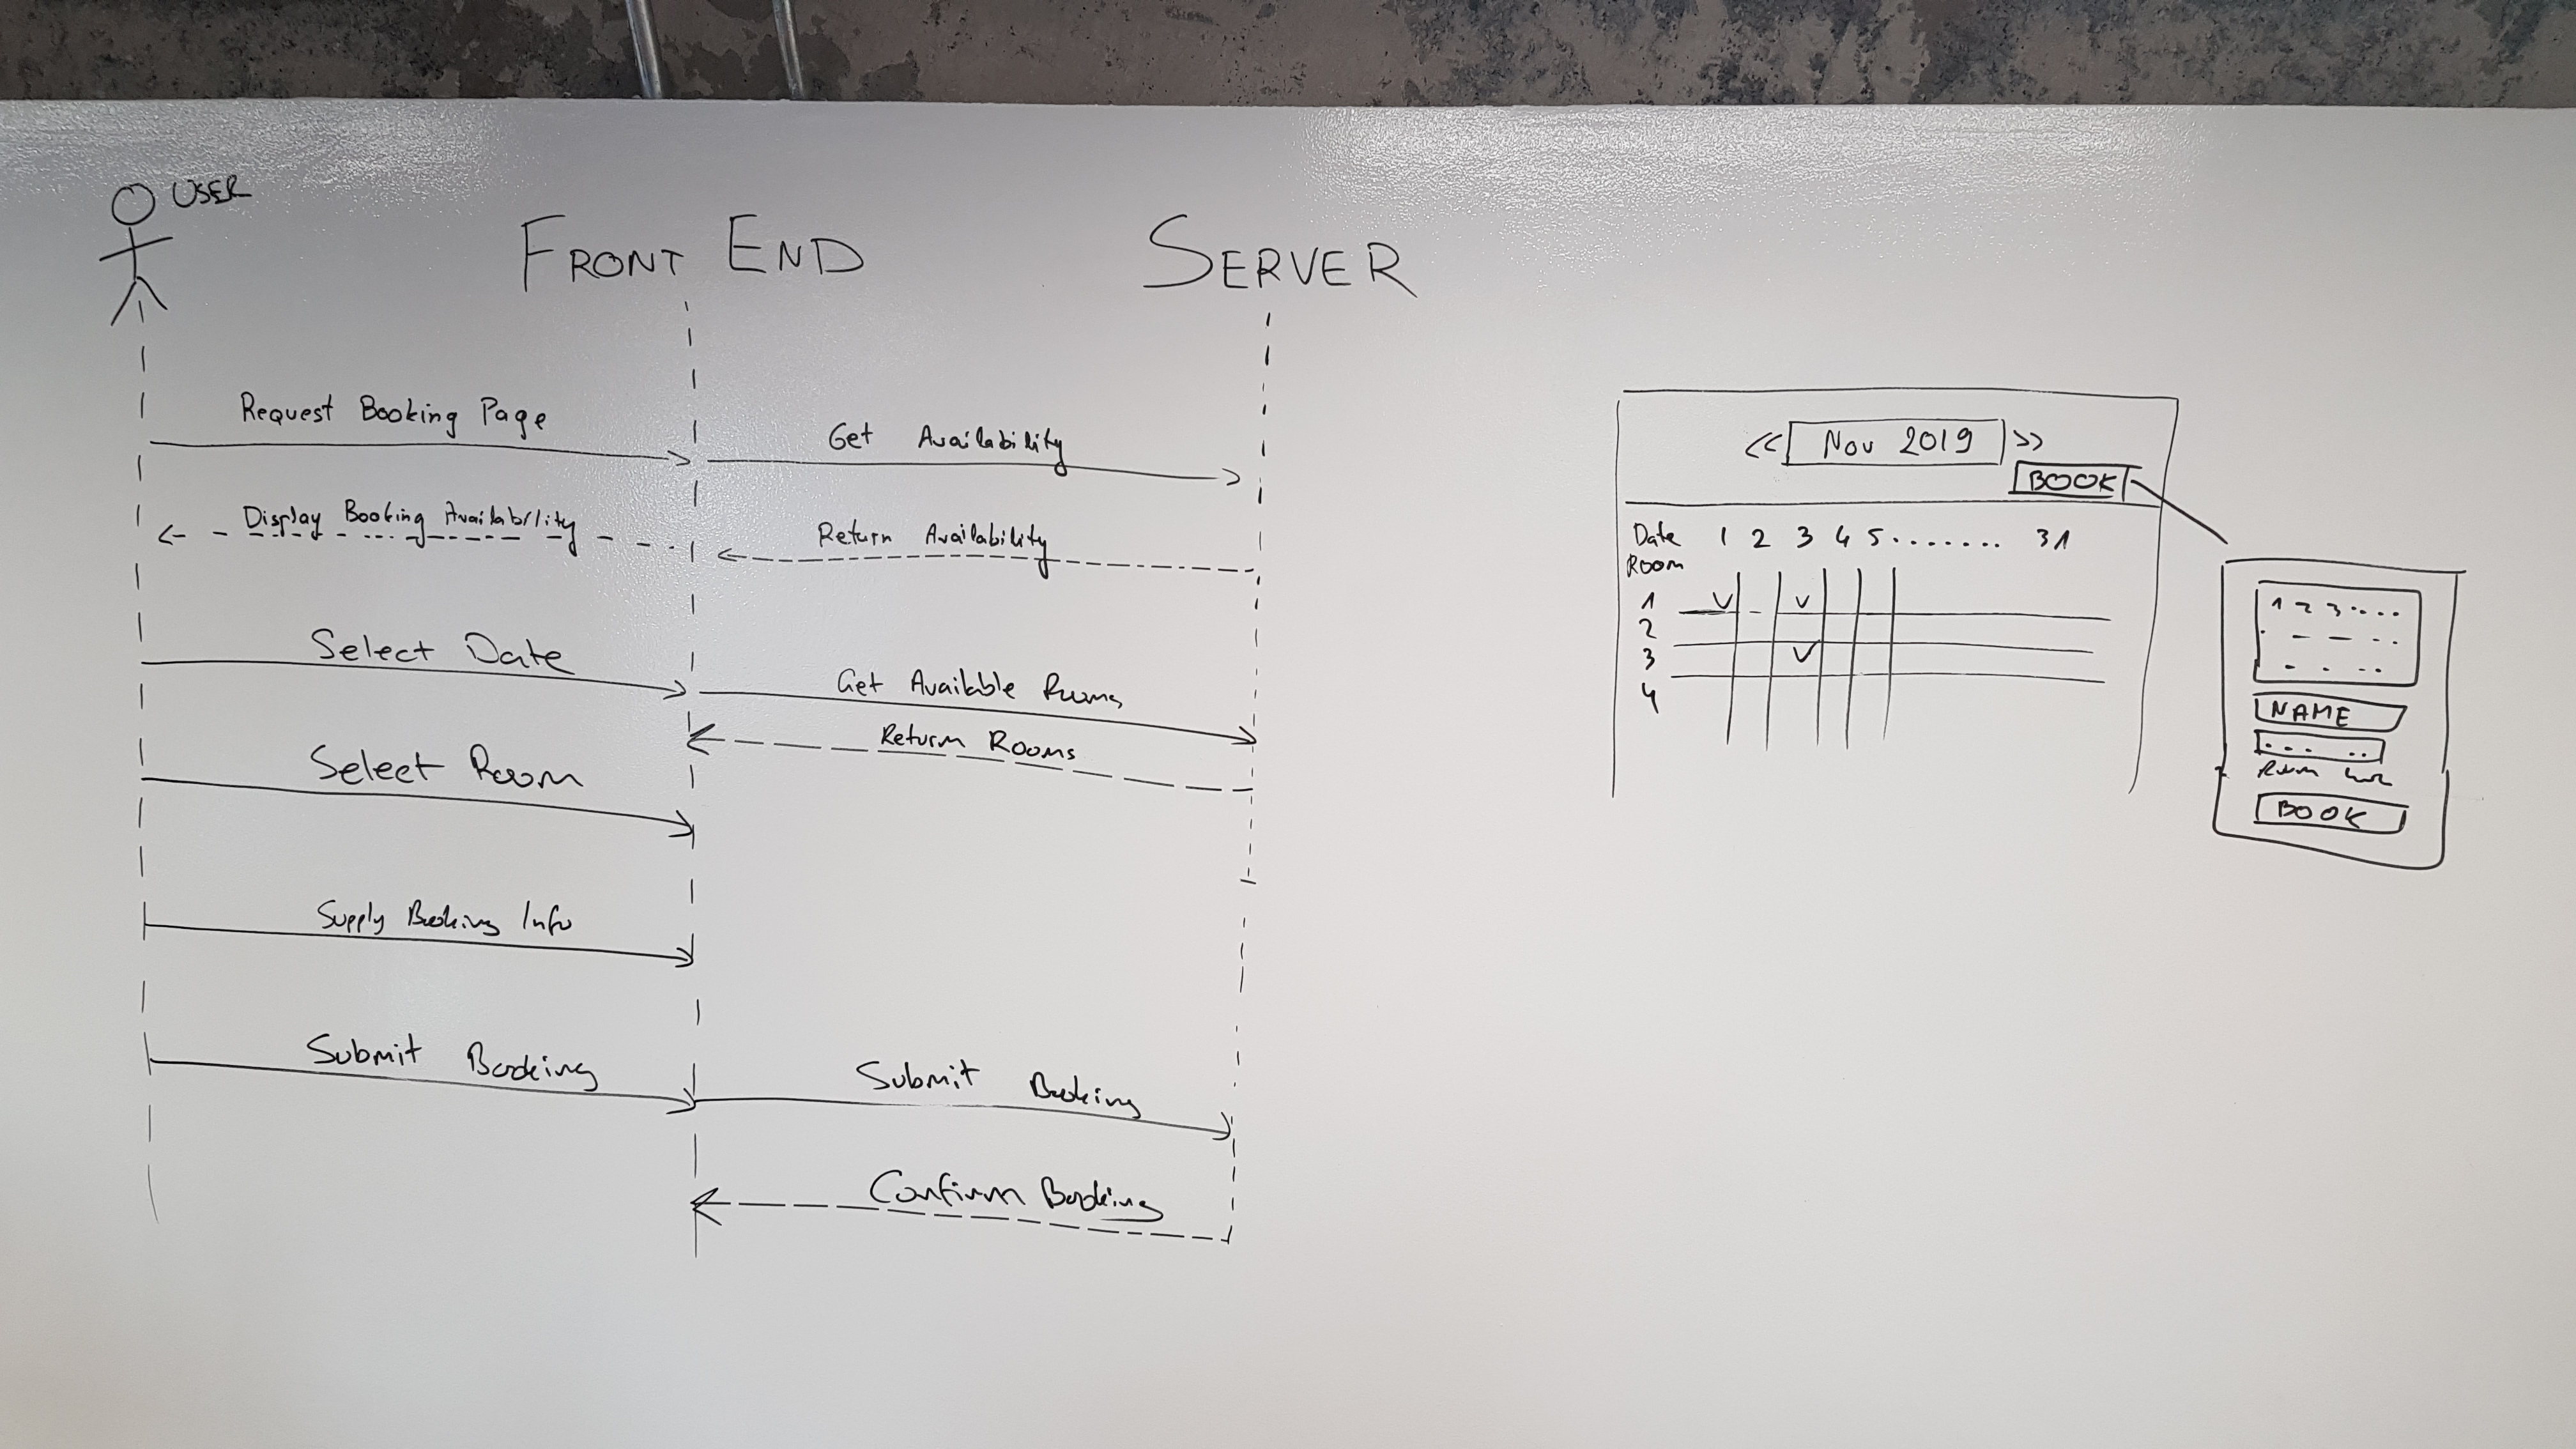 USER
FRONT END
SERVER
Request Booking Page
Get Availability
Display Booking Availability
Return Availability
Select Date
Get Available Rooms
Return Rooms
Select Room
Supply Booking Info
Submit Booking
Submit Booking
Confirm Booking
<< Nov 2019 >>
BOOK
Date 1 2 3 4 5........ 31
Room
1
2
3
4
1 2 3....
NAME
Room
BOOK